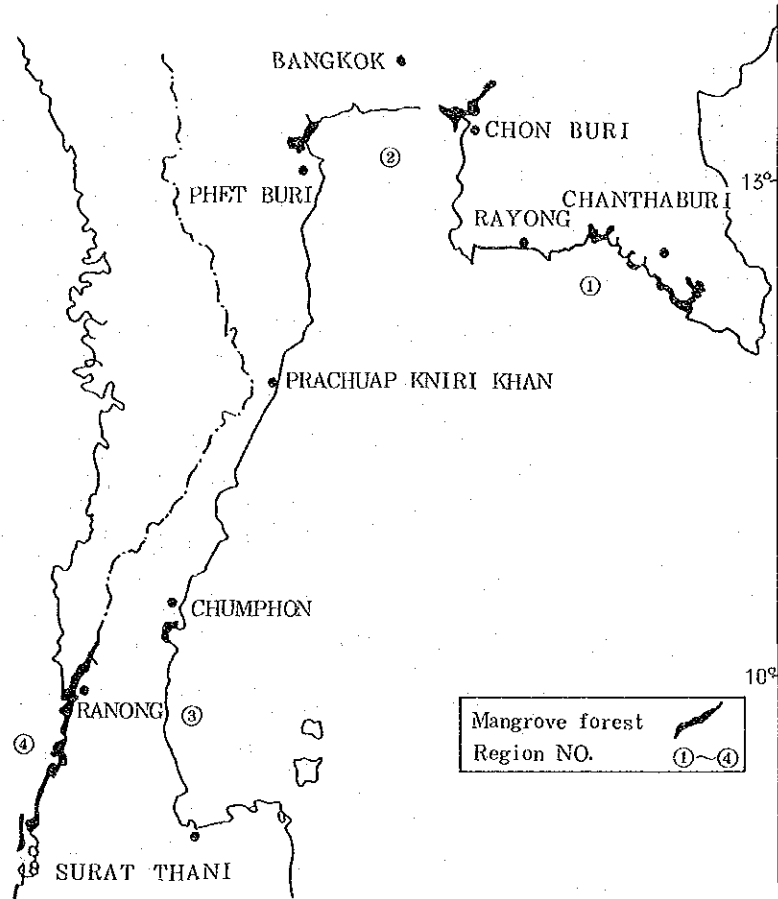 BANGKOK
CHON BURI
②
PHET BURI
13°
CHANTHABURI
RAYONG
①
PRACHUAP KNIRI KHAN
CHUMPHON
10°
RANONG
③
④
Mangrove forest
Region NO. ①~④
SURAT THANI